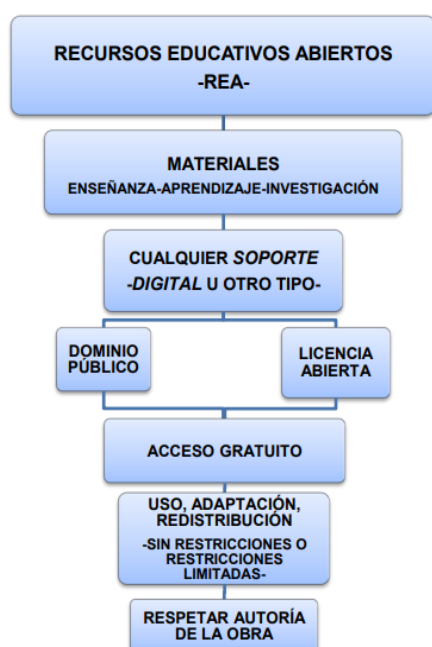 RECURSOS EDUCATIVOS ABIERTOS
-REA-
MATERIALES
ENSEÑANZA-APRENDIZAJE-INVESTIGACIÓN
CUALQUIER SOPORTE
-DIGITAL U OTRO TIPO-
DOMINIO
PÚBLICO
LICENCIA
ABIERTA
ACCESO GRATUITO
USO, ADAPTACIÓN,
REDISTRIBUCIÓN
-SIN RESTRICCIONES O
RESTRICCIONES
LIMITADAS-
RESPETAR AUTORÍA
DE LA OBRA